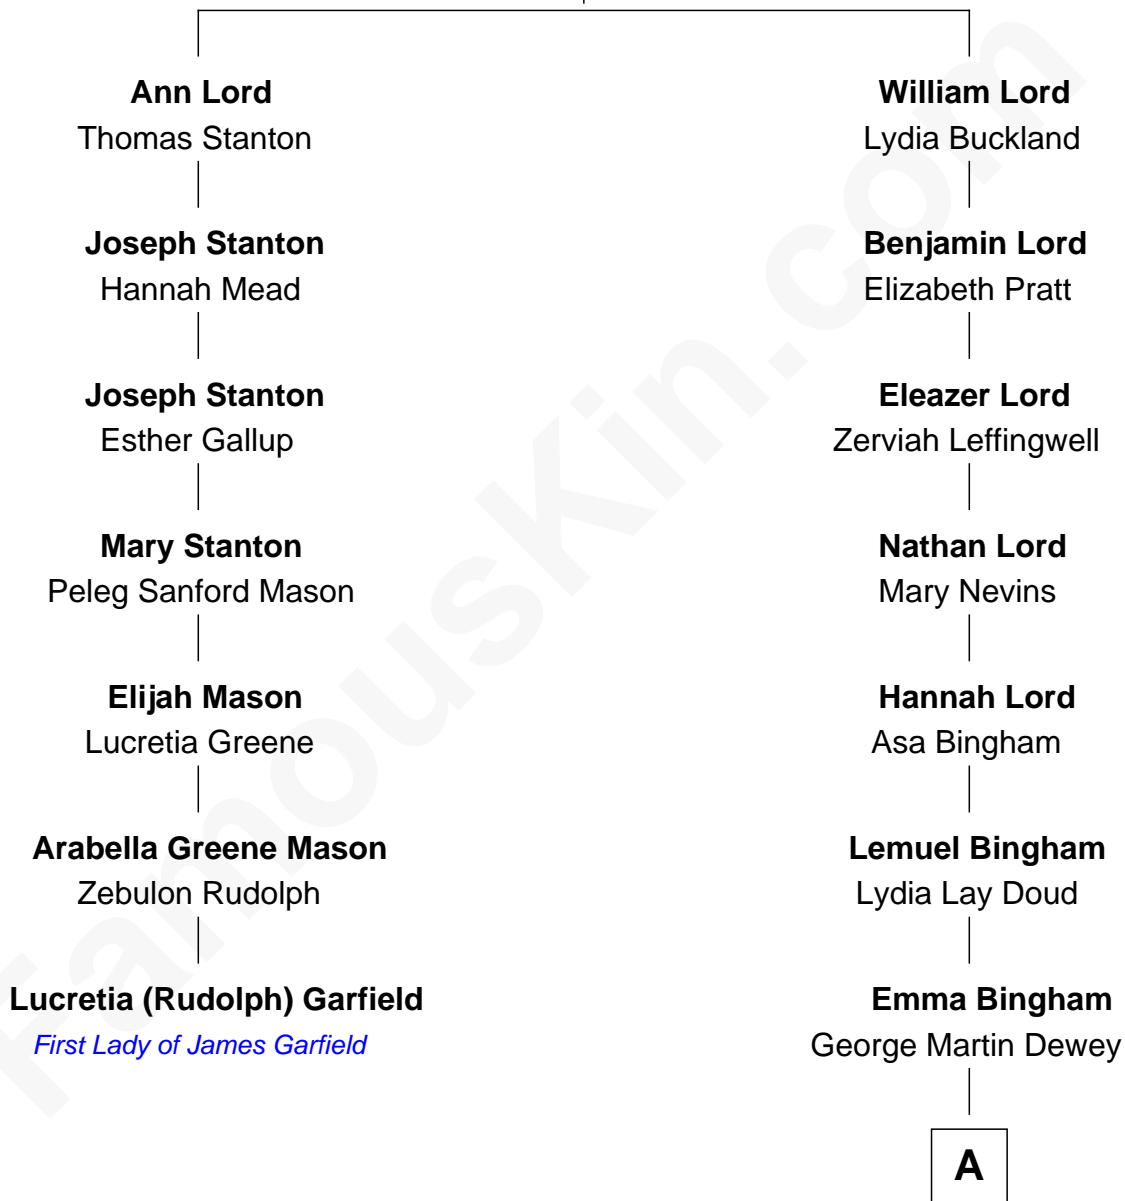 Ann Lord
Thomas Stanton
Joseph Stanton
Hannah Mead
Joseph Stanton
Esther Gallup
Mary Stanton
Peleg Sanford Mason
Elijah Mason
Lucretia Greene
Arabella Greene Mason
Zebulon Rudolph
Lucretia (Rudolph) Garfield
First Lady of James Garfield
William Lord
Lydia Buckland
Benjamin Lord
Elizabeth Pratt
Eleazer Lord
Zerviah Leffingwell
Nathan Lord
Mary Nevins
Hannah Lord
Asa Bingham
Lemuel Bingham
Lydia Lay Doud
Emma Bingham
George Martin Dewey
A
FamousKin.com